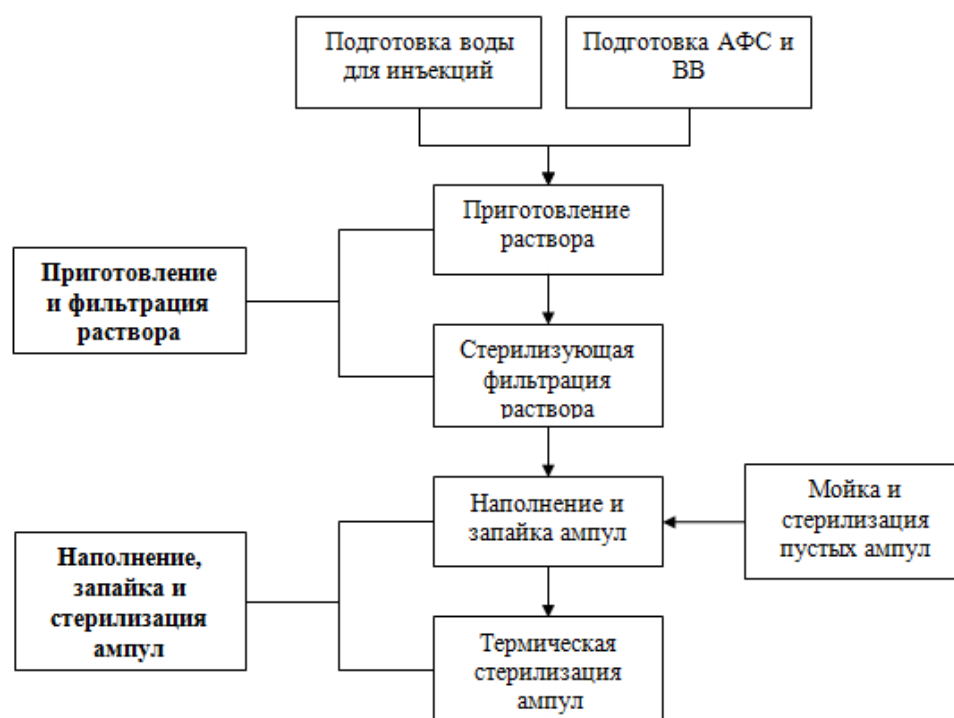 Подготовка воды
для инъекций
Подготовка АФС и
ВВ
Приготовление
раствора
Приготовление
и фильтрация
раствора
Стерилизующая
фильтрация
раствора
Наполнение и
запайка ампул
Мойка и
стерилизация
пустых ампул
Наполнение,
запайка и
стерилизация
ампул
Термическая
стерилизация
ампул